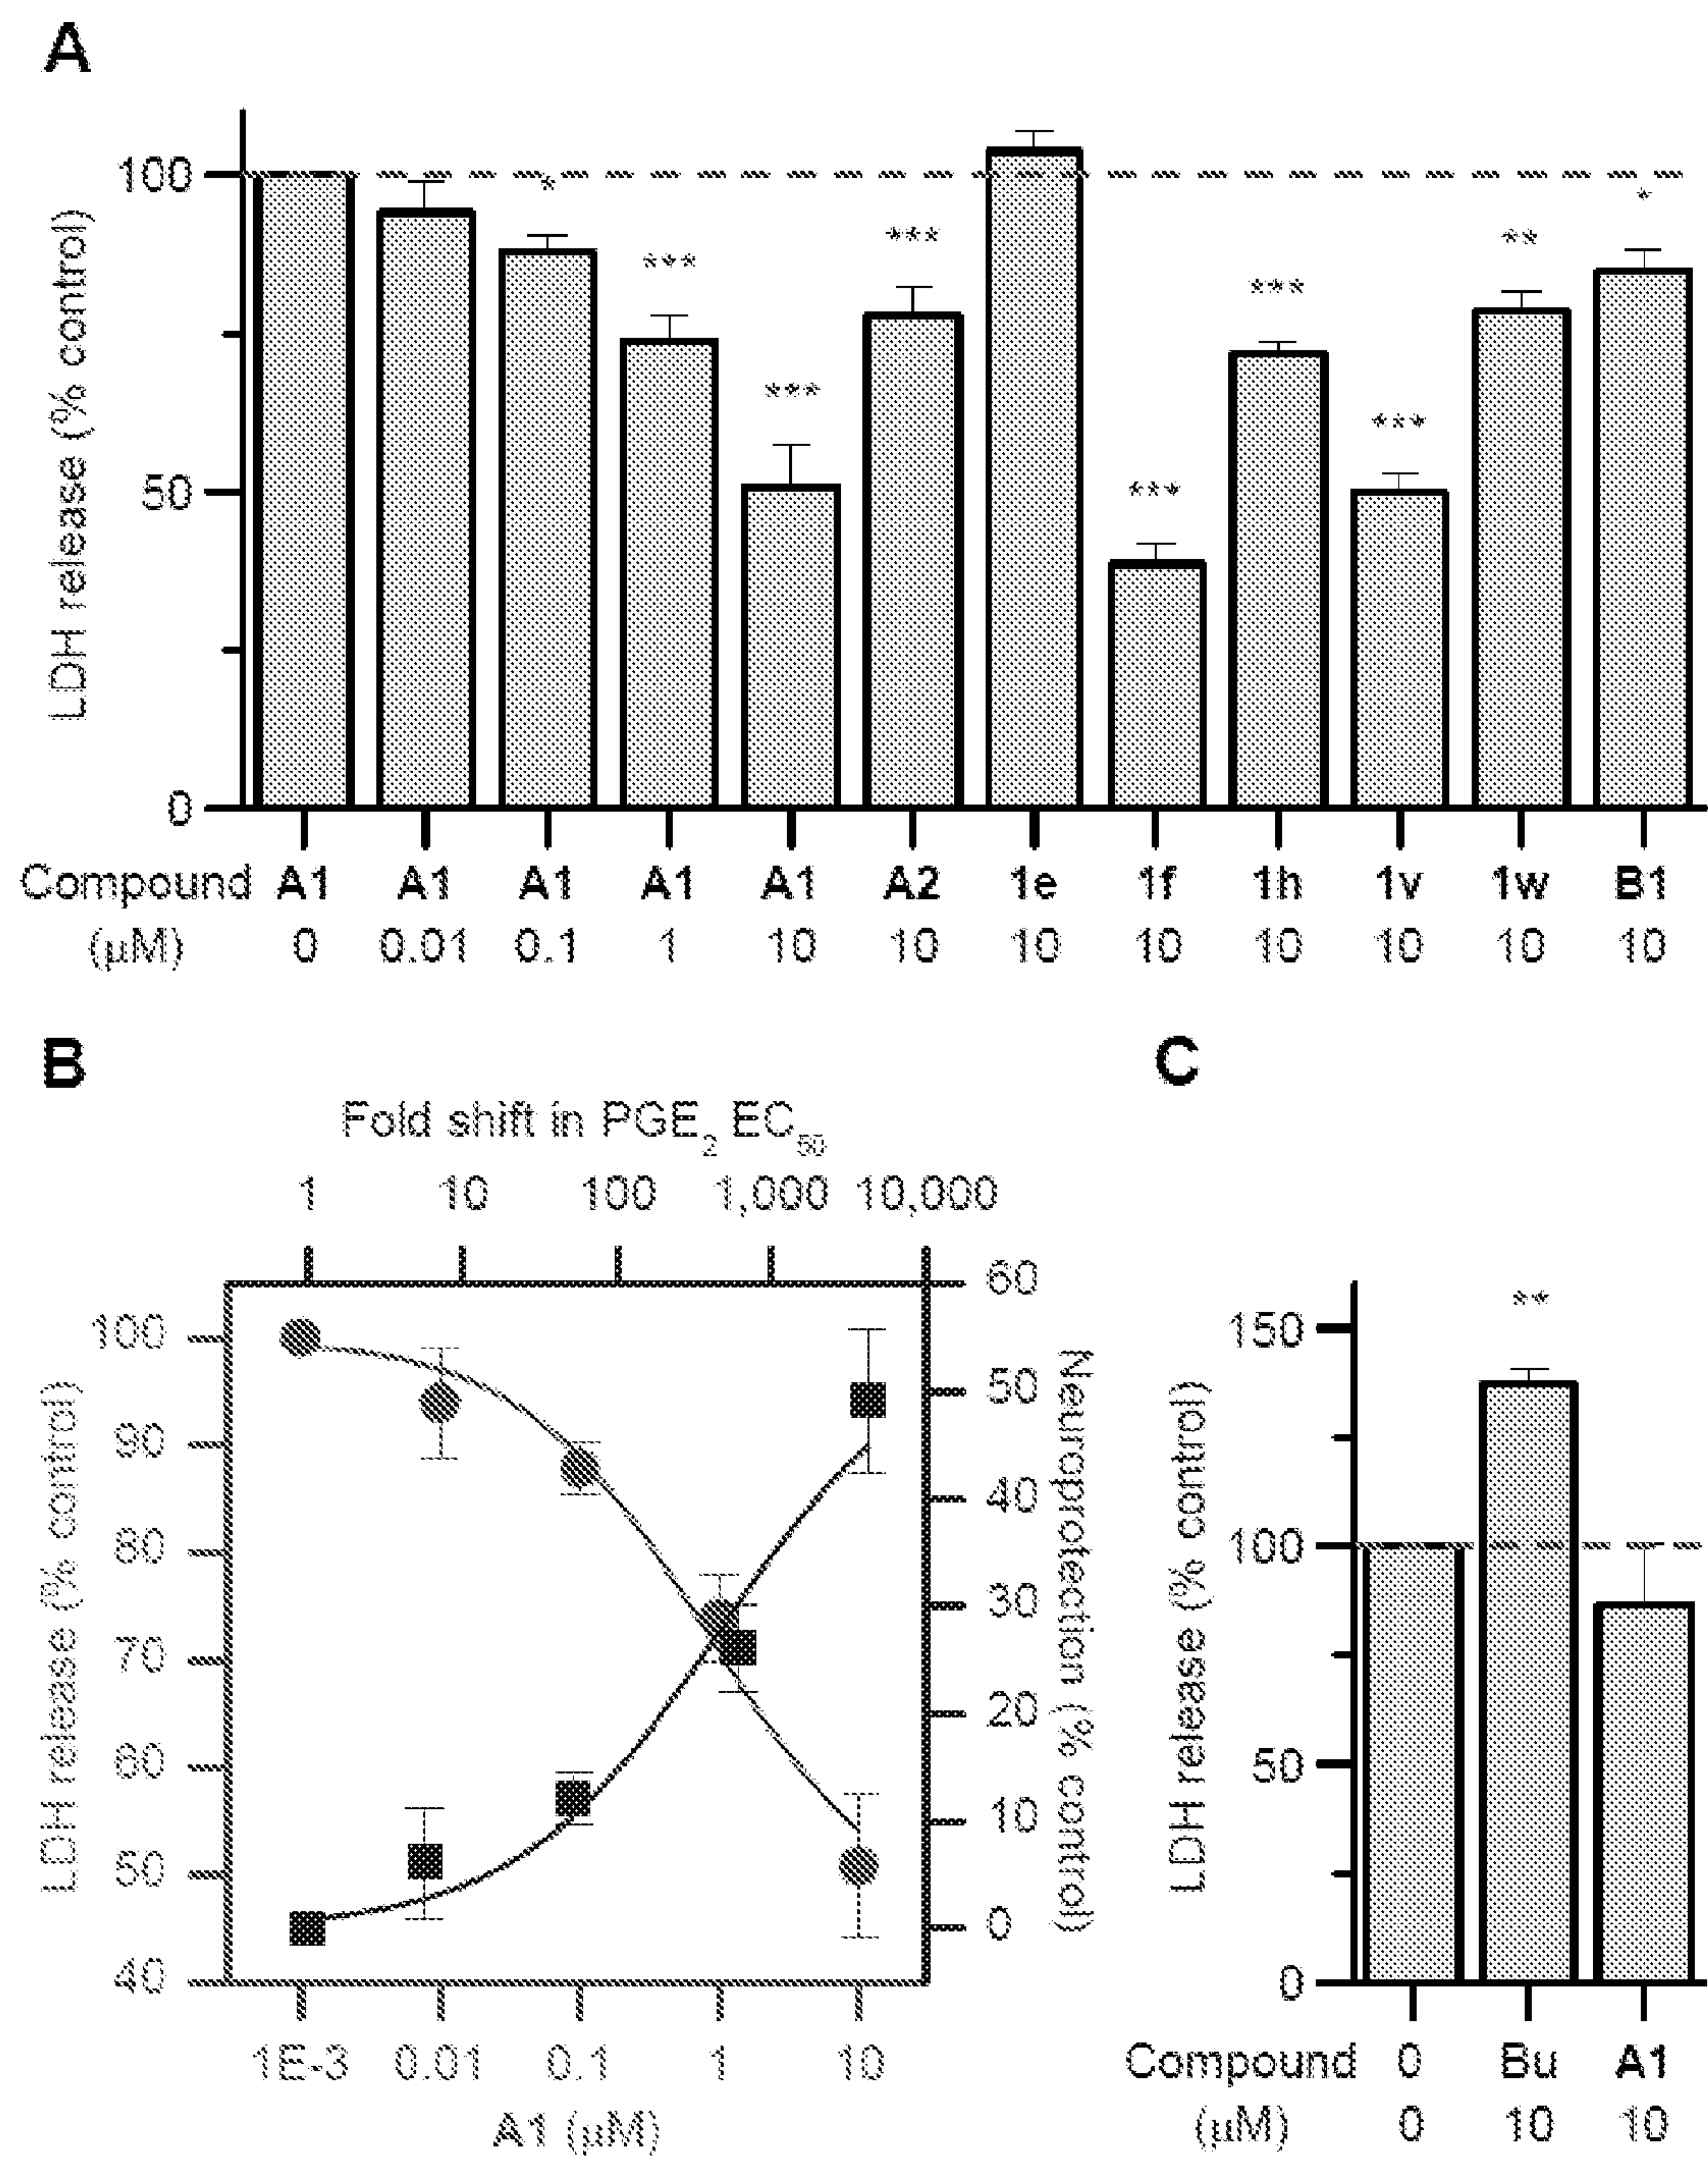 A
LDH release (% control)
100
50
0
*
***
***
***
***
***
***
**
*
Compound A1 A1 A1 A1 A1 A2 1e 1f 1h 1v 1w B1
(µM) 0 0.01 0.1 1 10 10 10 10 10 10 10 10
B
Fold shift in PGE2 EC50
1 10 100 1,000 10,000
LDH release (% control)
100
90
80
70
60
50
40
60
50
40
30
20
10
0
Neuroprotection (% control)
1E-3 0.01 0.1 1 10
A1 (µM)
C
LDH release (% control)
150
100
50
0
**
Compound 0 Bu A1
(µM) 0 10 10